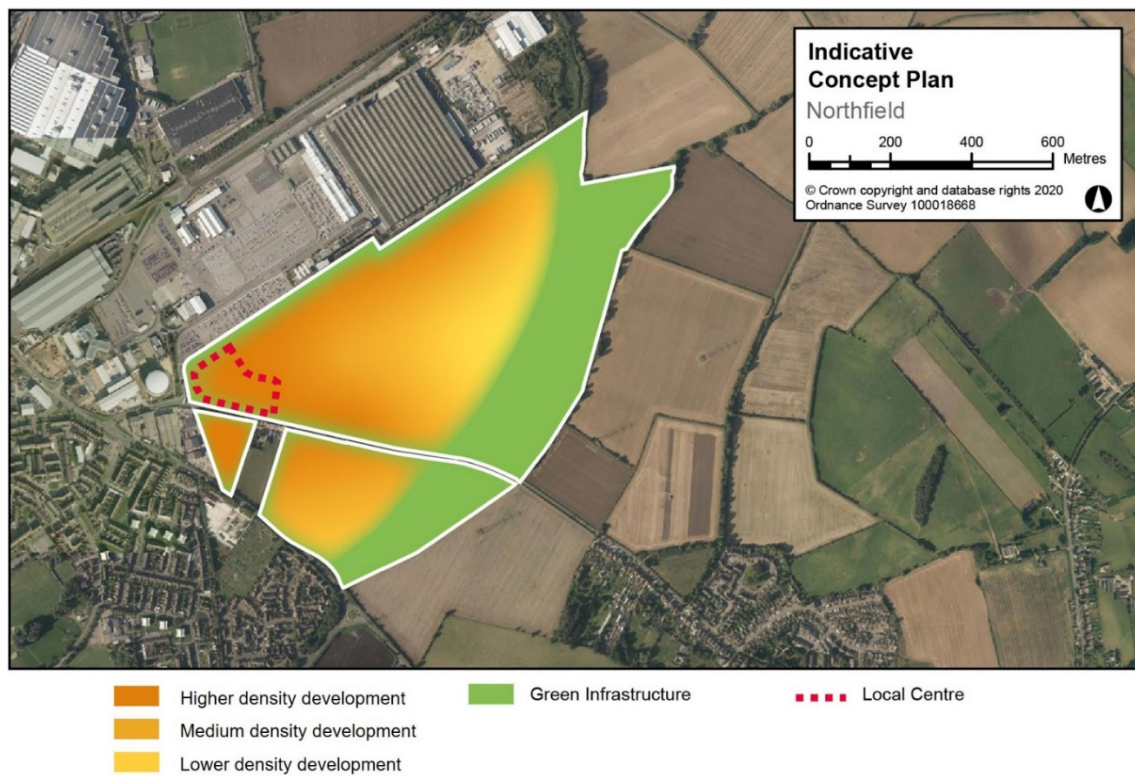 Indicative
Concept Plan
Northfield
0 200 400 600
Metres
© Crown copyright and database rights 2020
Ordnance Survey 100018668
Higher density development
Medium density development
Lower density development
Green Infrastructure
Local Centre